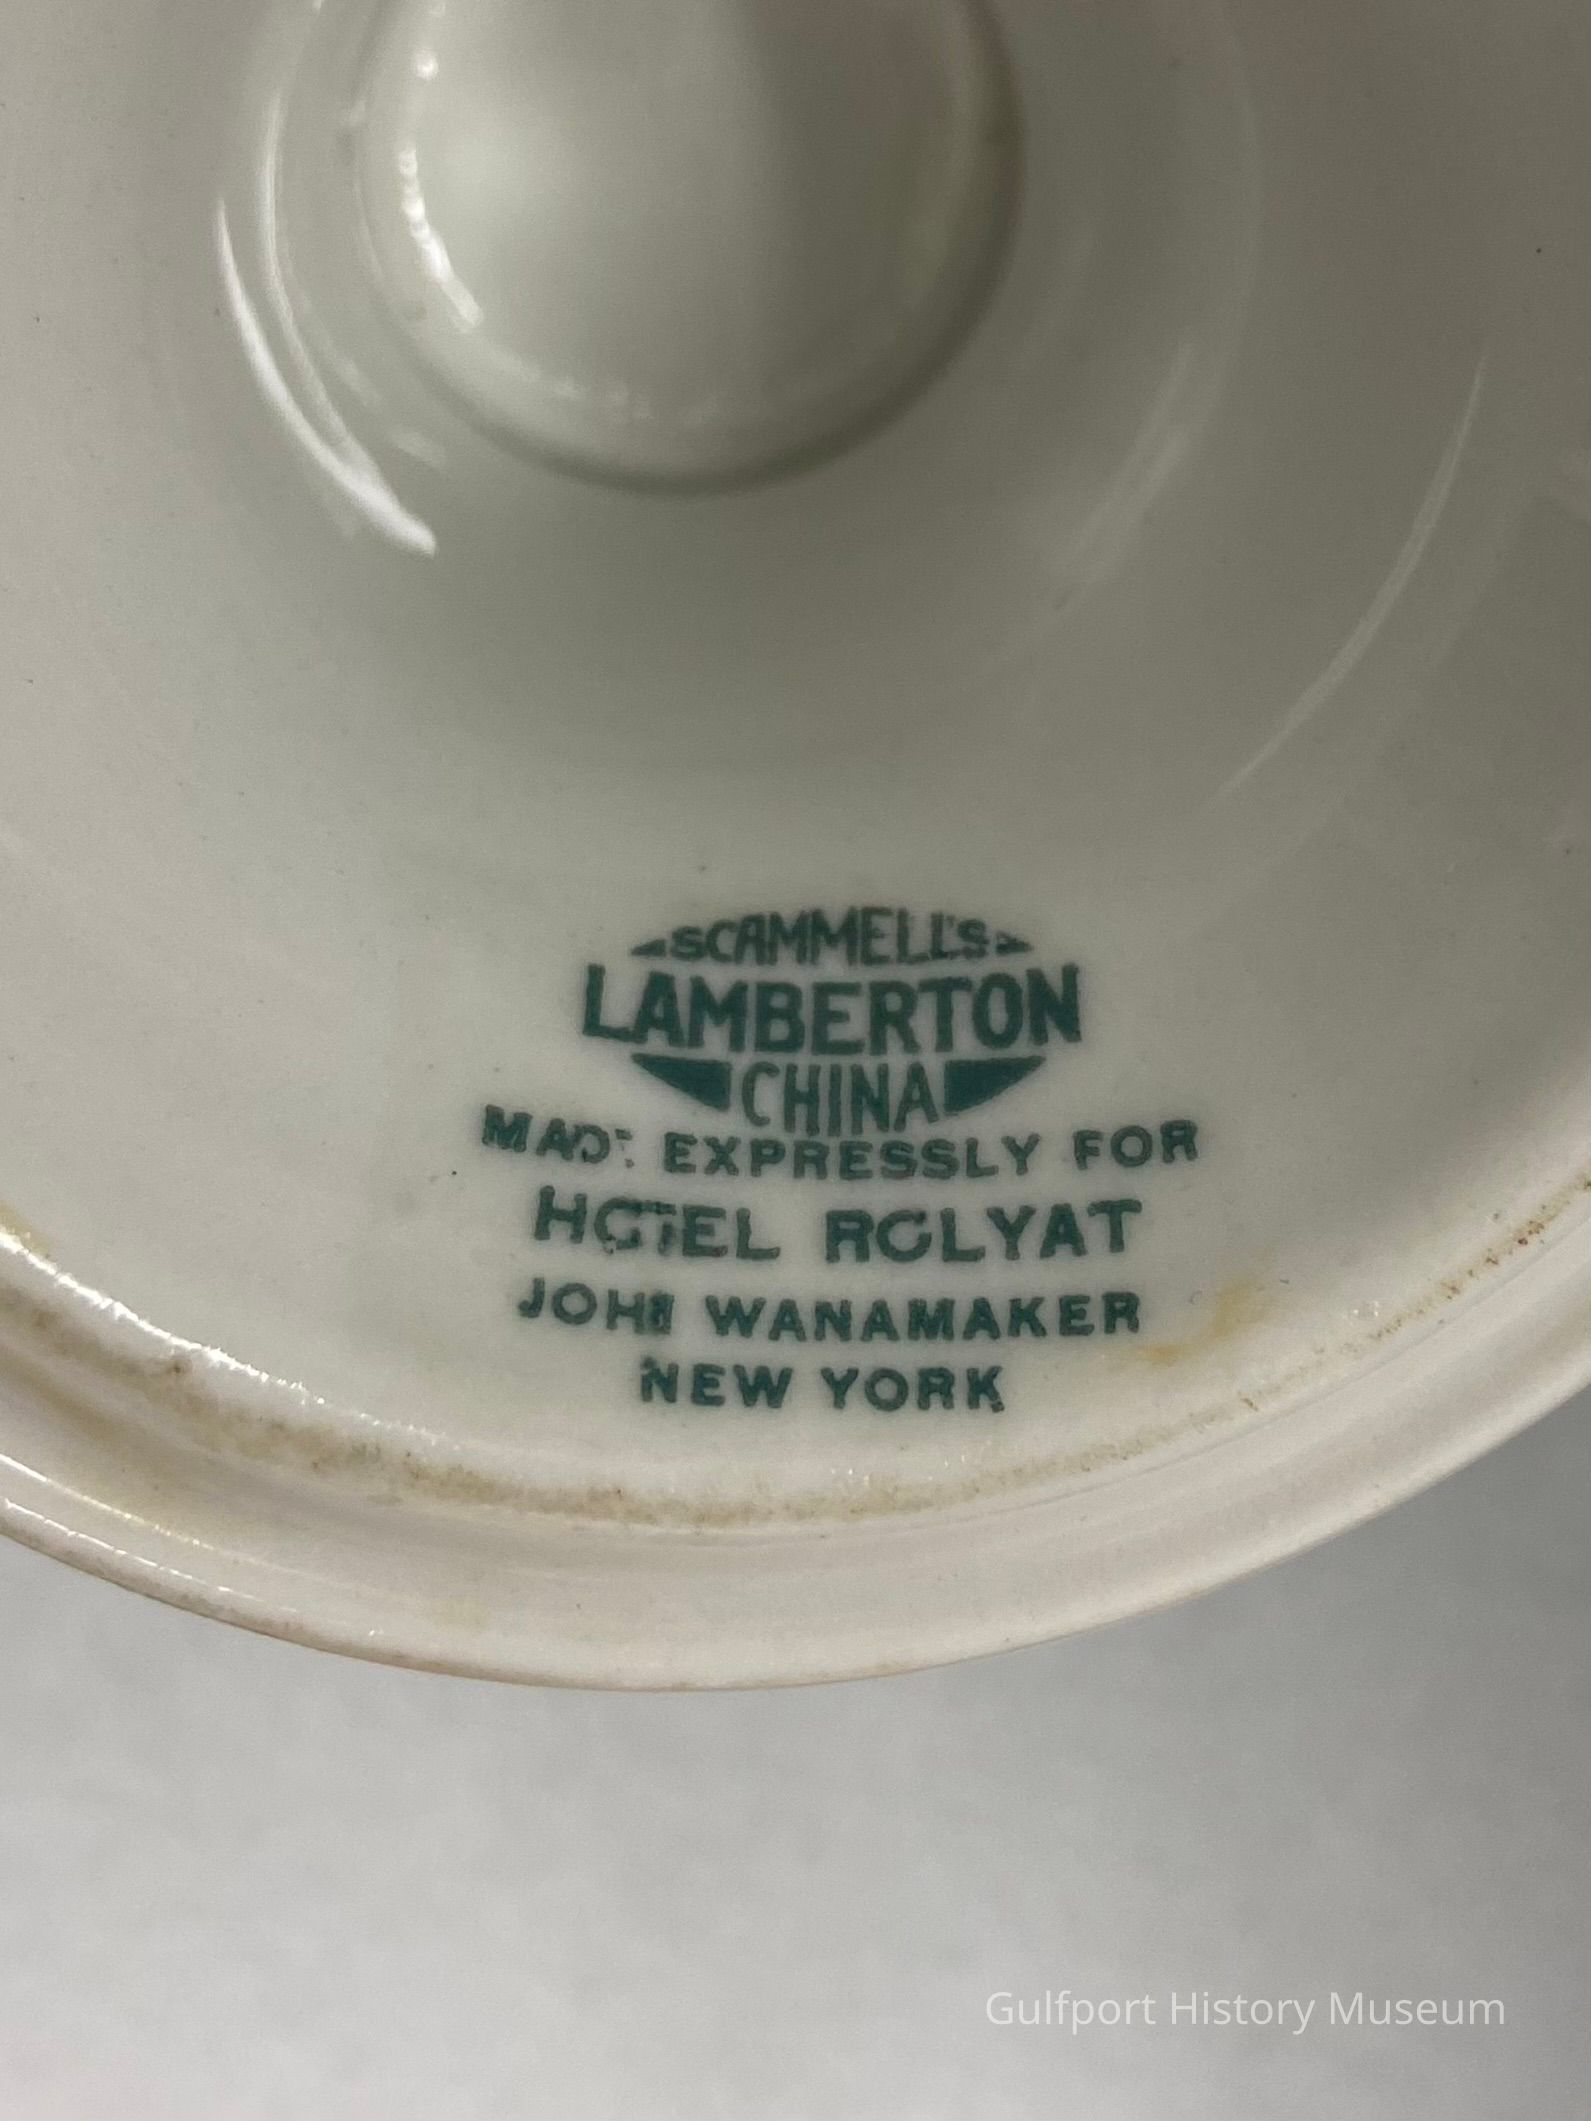 SCAMMELL'S
LAMBERTON
CHINA
MADE EXPRESSLY FOR
HOTEL ROLYAT
JOHN WANAMAKER
NEW YORK
Gulfport History Museum